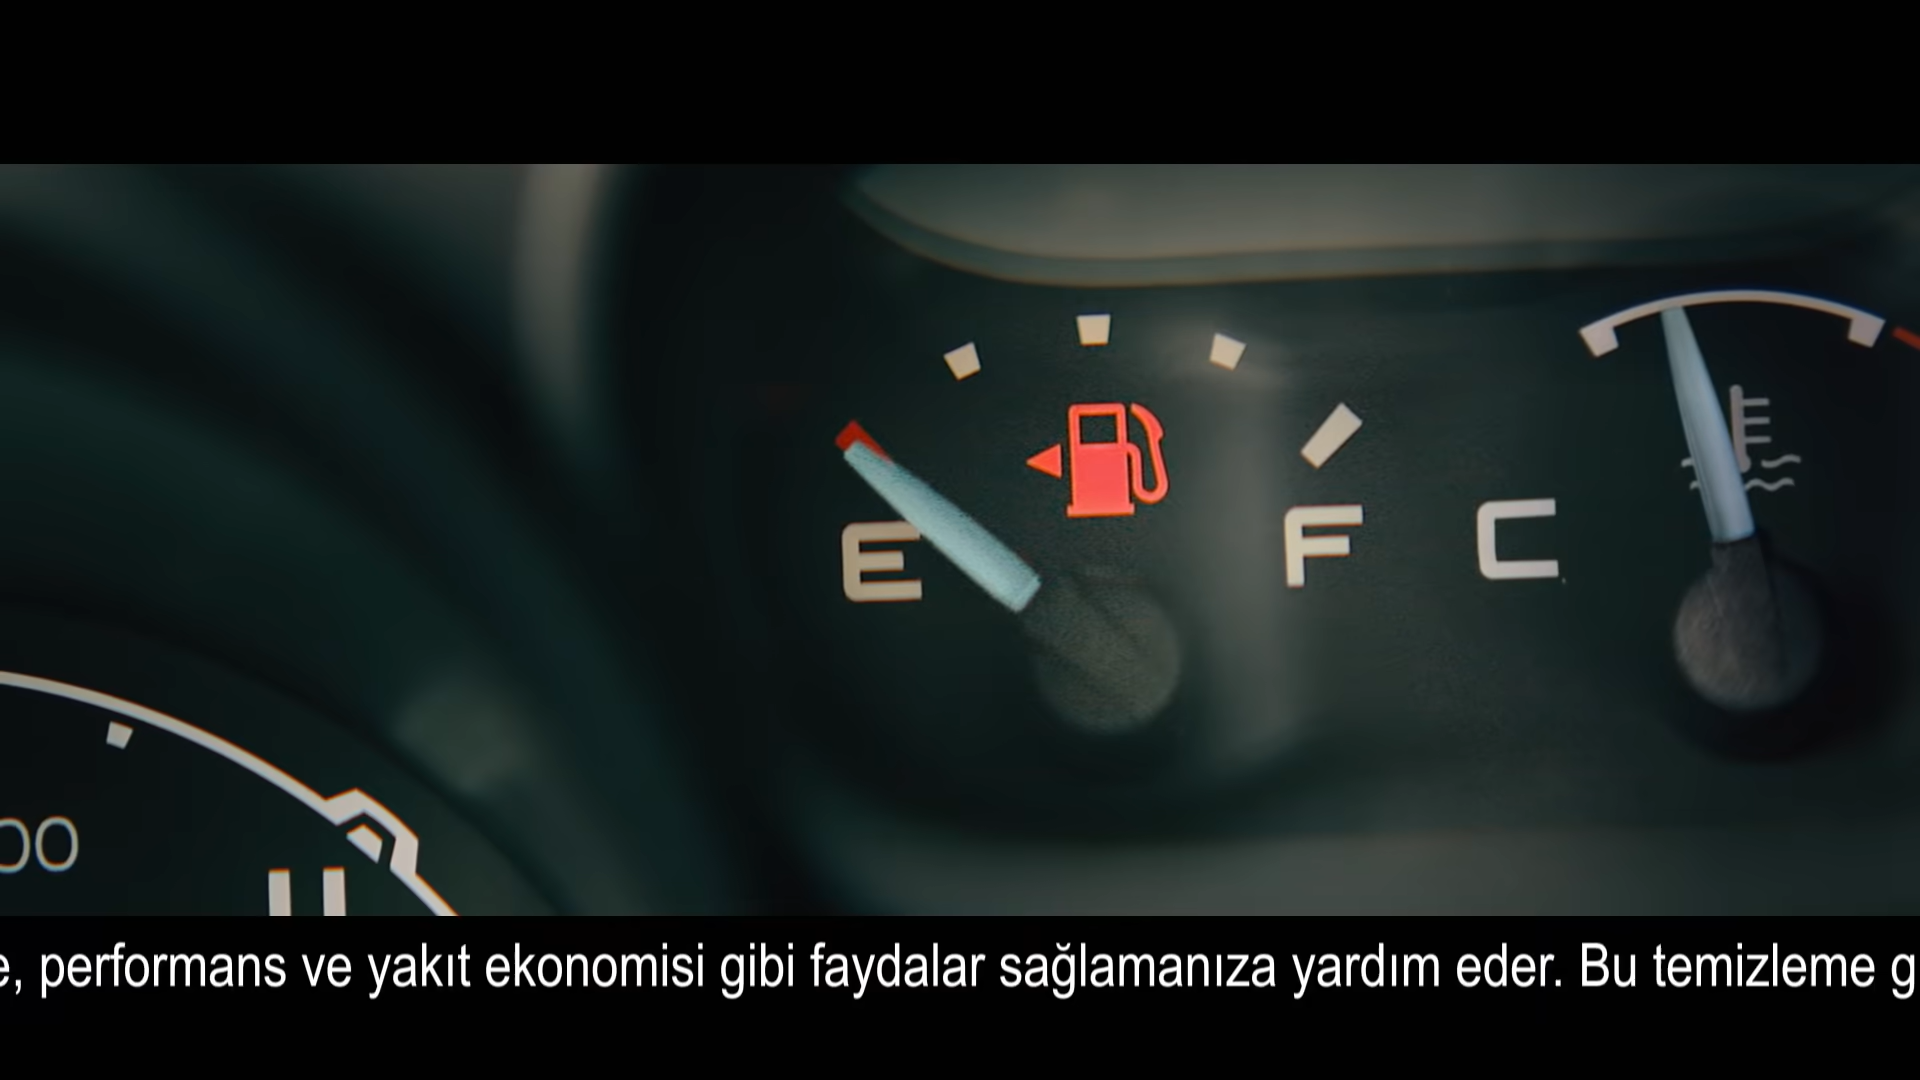 E
F
C
00
performans ve yakıt ekonomisi gibi faydalar sağlamanıza yardım eder. Bu temizleme